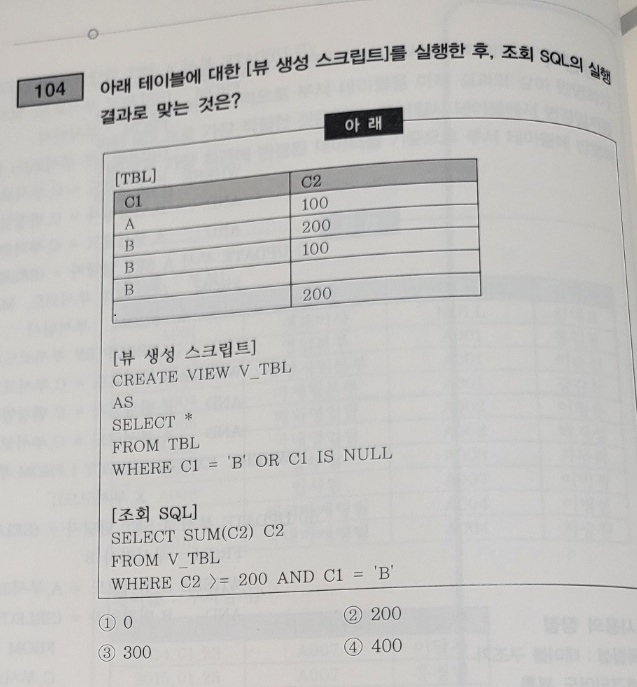 104
아래 테이블에 대한 [뷰 생성 스크립트]를 실행한 후, 조회 SQL의 실행
결과로 맞는 것은?
아 래
[TBL]
C1 C2
A 100
B 200
B 100
B
200
[뷰 생성 스크립트]
CREATE VIEW V_TBL
AS
SELECT *
FROM TBL
WHERE C1 = 'B' OR C1 IS NULL
[조회 SQL]
SELECT SUM(C2) C2
FROM V_TBL
WHERE C2 >= 200 AND C1 = 'B'
① 0
② 200
③ 300
④ 400